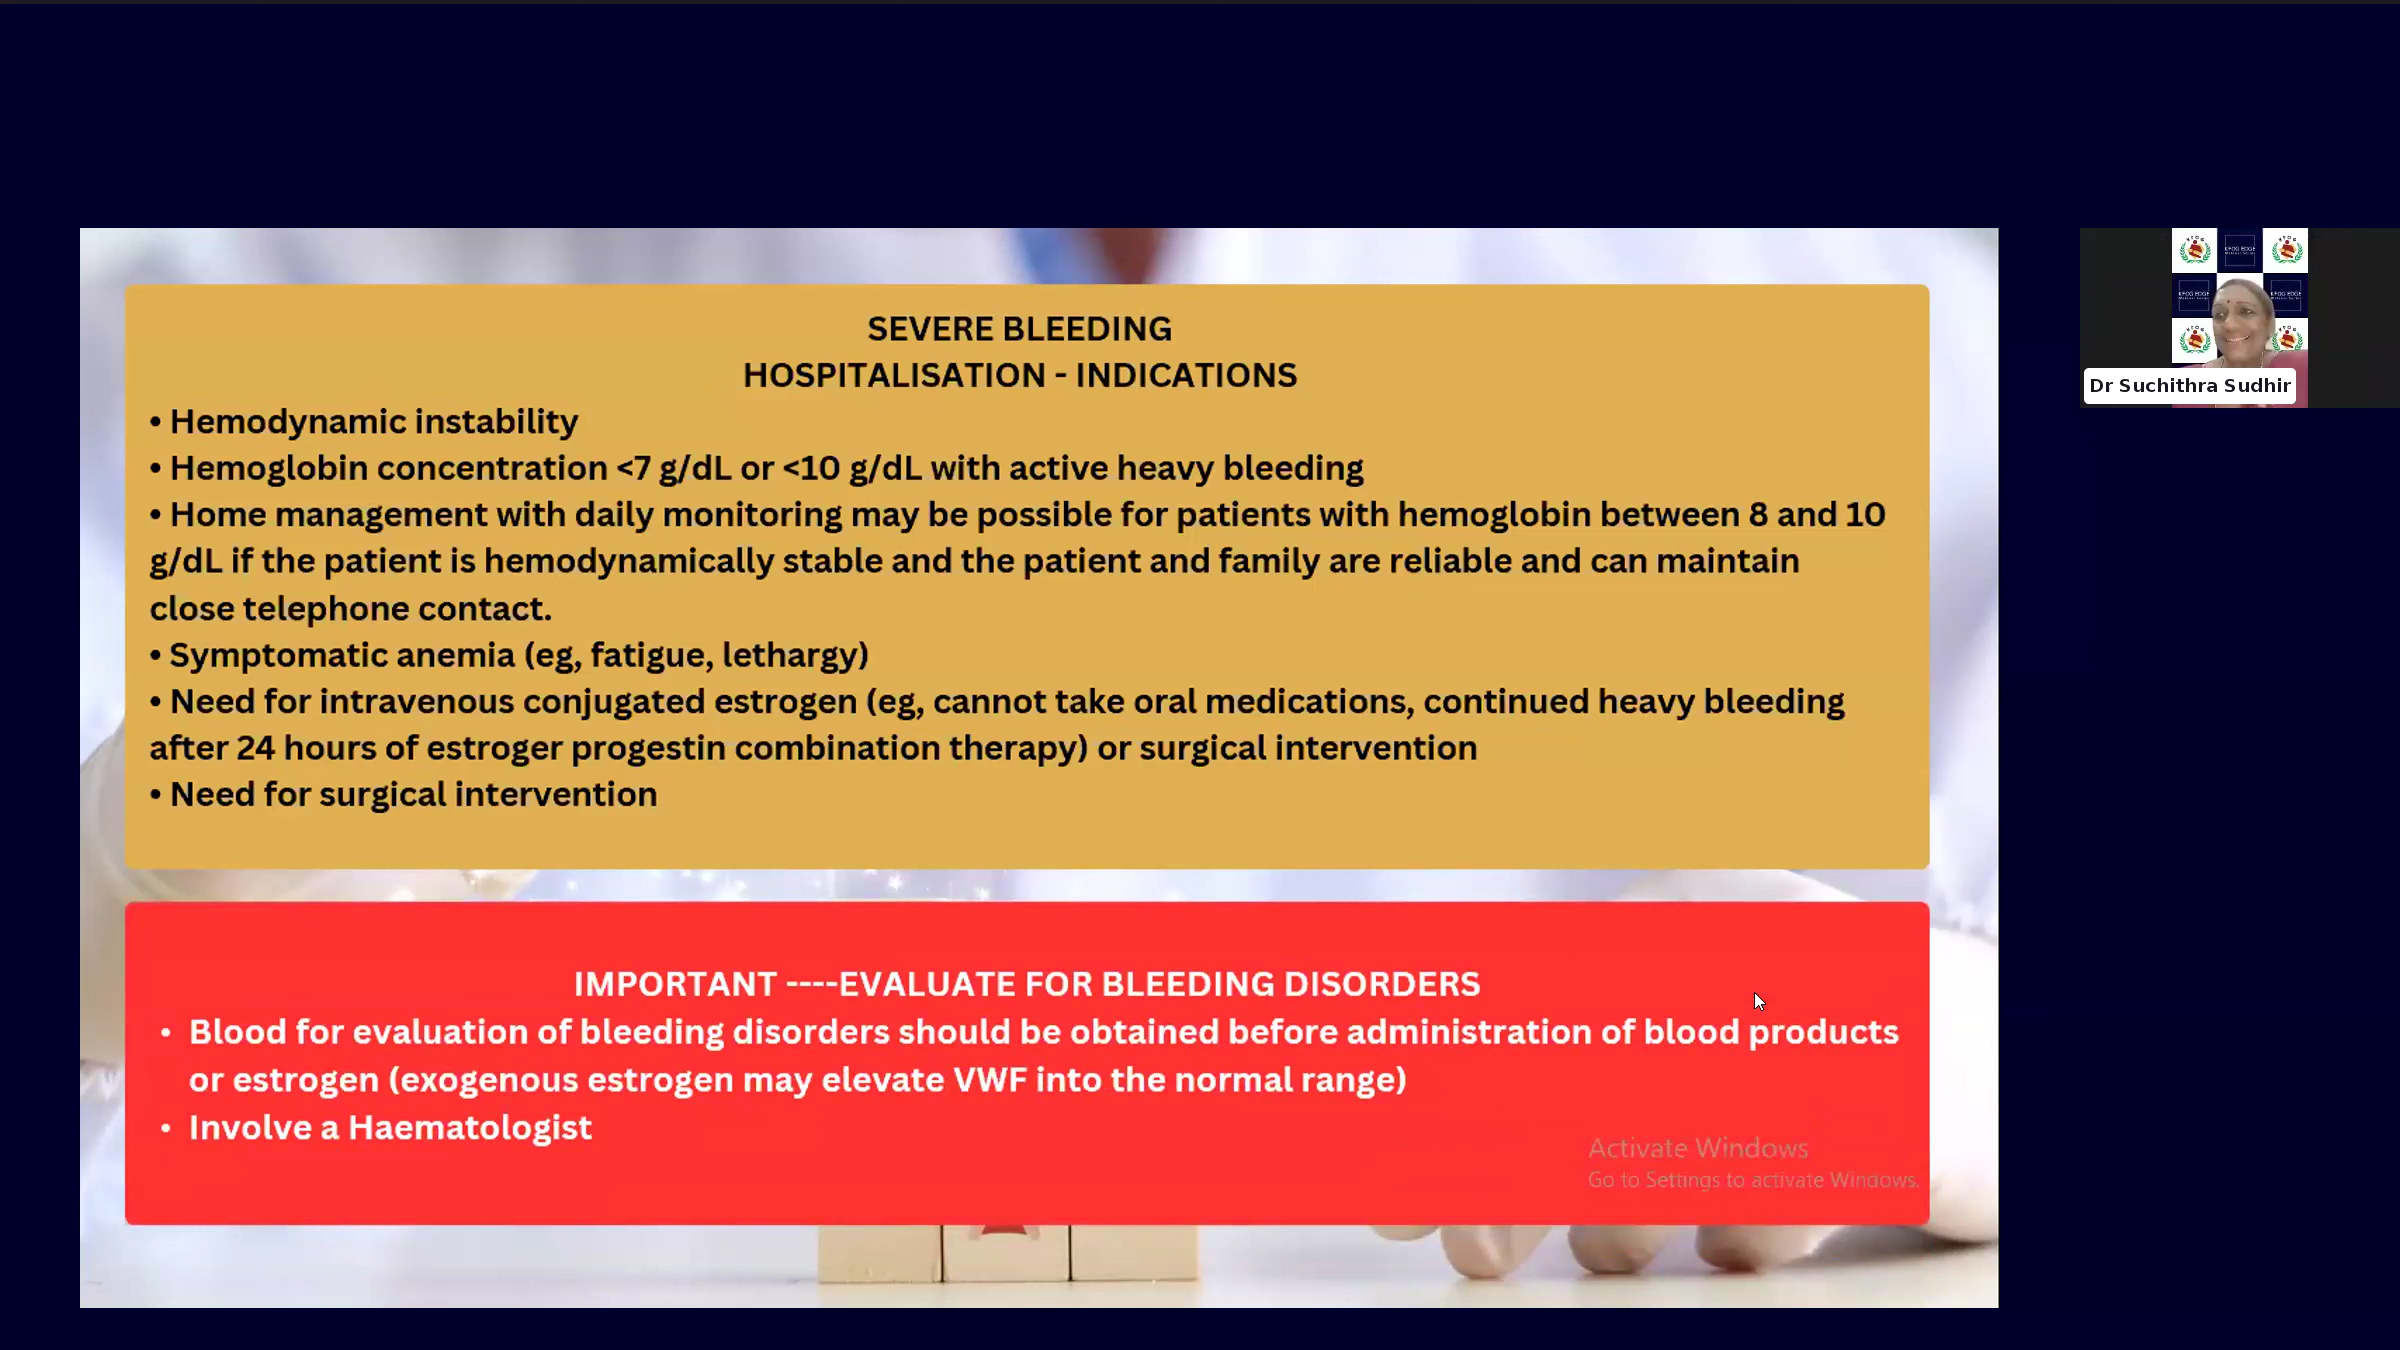 SEVERE BLEEDING
HOSPITALISATION - INDICATIONS
• Hemodynamic instability
• Hemoglobin concentration <7 g/dL or <10 g/dL with active heavy bleeding
• Home management with daily monitoring may be possible for patients with hemoglobin between 8 and 10
g/dL if the patient is hemodynamically stable and the patient and family are reliable and can maintain
close telephone contact.
• Symptomatic anemia (eg, fatigue, lethargy)
• Need for intravenous conjugated estrogen (eg, cannot take oral medications, continued heavy bleeding
after 24 hours of estroger progestin combination therapy) or surgical intervention
• Need for surgical intervention
IMPORTANT ----EVALUATE FOR BLEEDING DISORDERS
• Blood for evaluation of bleeding disorders should be obtained before administration of blood products
or estrogen (exogenous estrogen may elevate VWF into the normal range)
• Involve a Haematologist
Activate Windows
Go to Settings to activate Windows.
KFOG EDGE
KFOG EDGE
KFOG EDGE
Dr Suchithra Sudhir